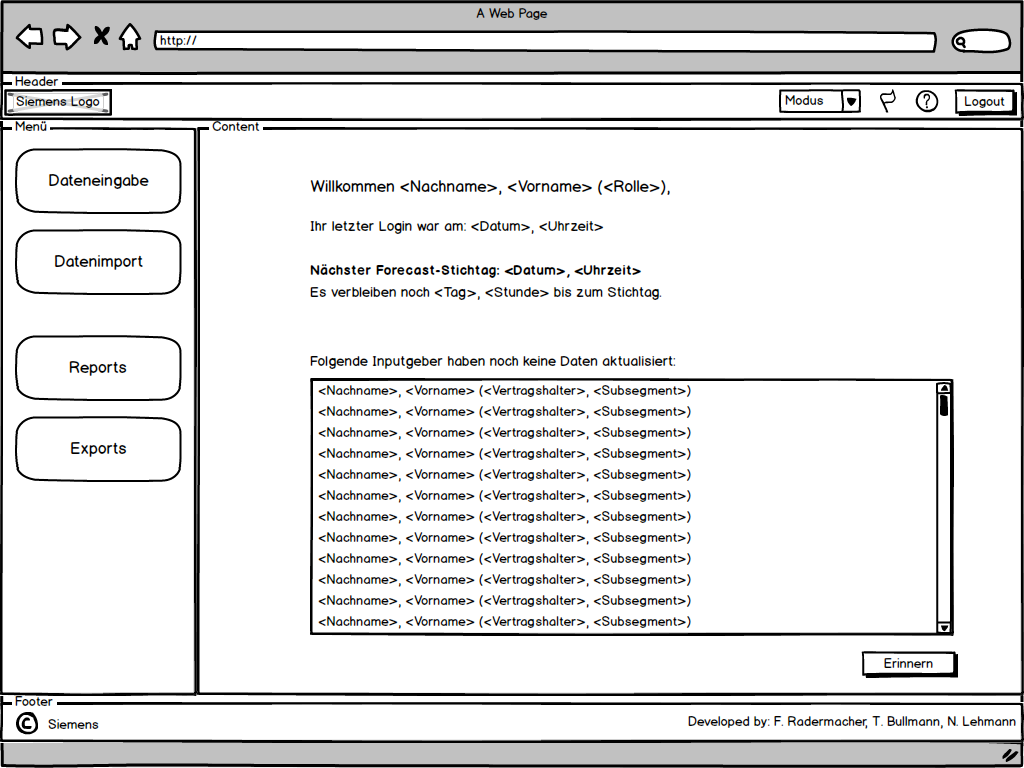 A Web Page
http://
Header
Siemens Logo
Modus
?
Logout
Menü
Dateneingabe
Datenimport
Reports
Exports
Content
Willkommen <Nachname>, <Vorname> (<Rolle>),
Ihr letzter Login war am: <Datum>, <Uhrzeit>
Nächster Forecast-Stichtag: <Datum>, <Uhrzeit>
Es verbleiben noch <Tag>, <Stunde> bis zum Stichtag.
Folgende Inputgeber haben noch keine Daten aktualisiert:
<Nachname>, <Vorname> (<Vertragshalter>, <Subsegment>)
<Nachname>, <Vorname> (<Vertragshalter>, <Subsegment>)
<Nachname>, <Vorname> (<Vertragshalter>, <Subsegment>)
<Nachname>, <Vorname> (<Vertragshalter>, <Subsegment>)
<Nachname>, <Vorname> (<Vertragshalter>, <Subsegment>)
<Nachname>, <Vorname> (<Vertragshalter>, <Subsegment>)
<Nachname>, <Vorname> (<Vertragshalter>, <Subsegment>)
<Nachname>, <Vorname> (<Vertragshalter>, <Subsegment>)
<Nachname>, <Vorname> (<Vertragshalter>, <Subsegment>)
<Nachname>, <Vorname> (<Vertragshalter>, <Subsegment>)
<Nachname>, <Vorname> (<Vertragshalter>, <Subsegment>)
<Nachname>, <Vorname> (<Vertragshalter>, <Subsegment>)
Erinnern
Footer
© Siemens
Developed by: F. Radermacher, T. Bullmann, N. Lehmann